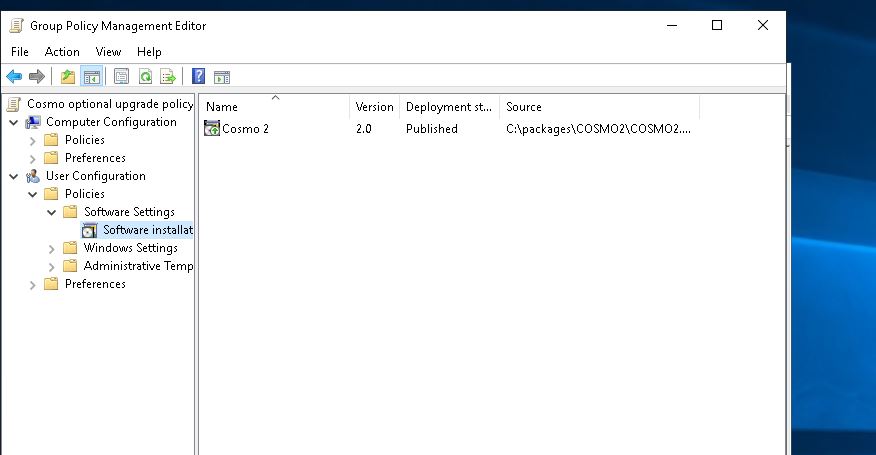 Group Policy Management Editor
File Action View Help
Cosmo optional upgrade policy
Computer Configuration
Policies
Preferences
User Configuration
Policies
Software Settings
Software installat
Windows Settings
Administrative Temp
Preferences
Name Version Deployment st... Source
Cosmo 2 2.0 Published C:\packages\COSMO2\COSMO2....